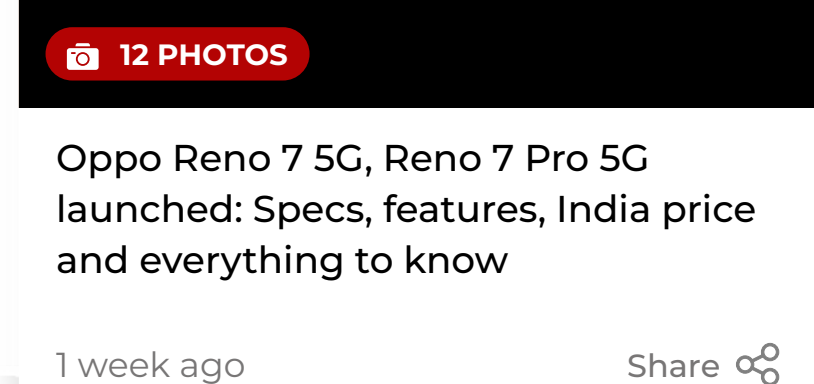 12 PHOTOS
Oppo Reno 7 5G, Reno 7 Pro 5G
launched: Specs, features, India price
and everything to know
1 week ago
Share